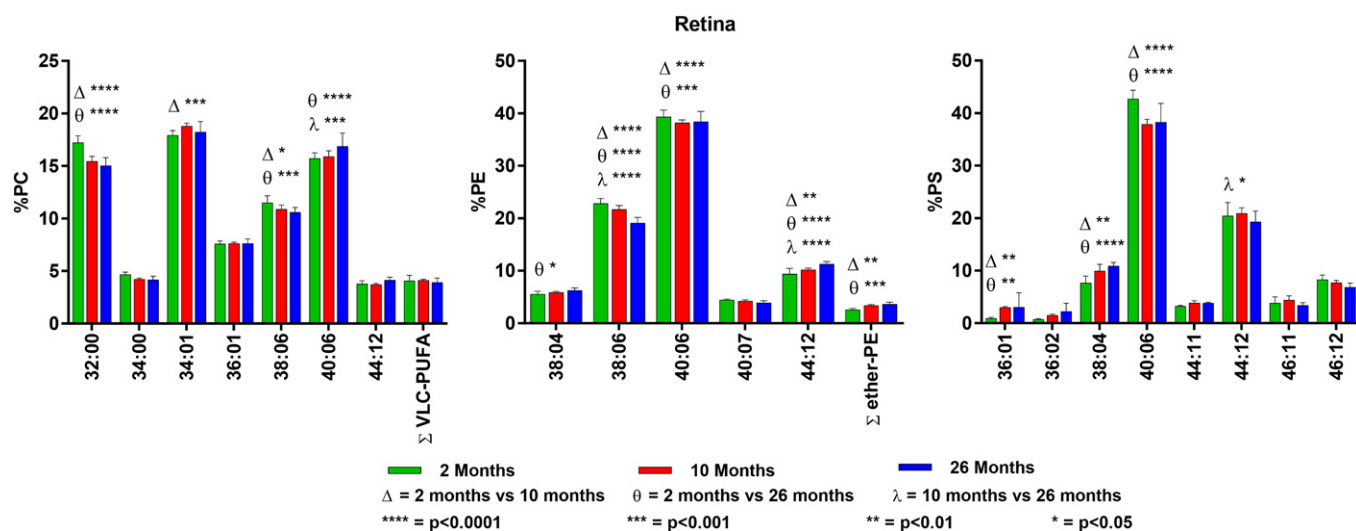 Retina
%PC
25
20
15
10
5
0
Δ ****
θ ****
Δ ***
Δ *
θ ***
θ ****
λ ***
32:00
34:00
34:01
36:01
38:06
40:06
44:12
Σ VLC-PUFA
%PE
50
40
30
20
10
0
θ *
Δ ****
θ ****
λ ****
Δ ****
θ ***
Δ **
θ ****
λ ****
Δ **
θ ***
38:04
38:06
40:06
40:07
44:12
Σ ether-PE
%PS
50
40
30
20
10
0
Δ **
θ **
Δ **
θ ****
Δ ****
θ ****
λ *
36:01
36:02
38:04
40:06
44:11
44:12
46:11
46:12
2 Months 10 Months 26 Months
Δ = 2 months vs 10 months θ = 2 months vs 26 months λ = 10 months vs 26 months
**** = p<0.0001 *** = p<0.001 ** = p<0.01 * = p<0.05